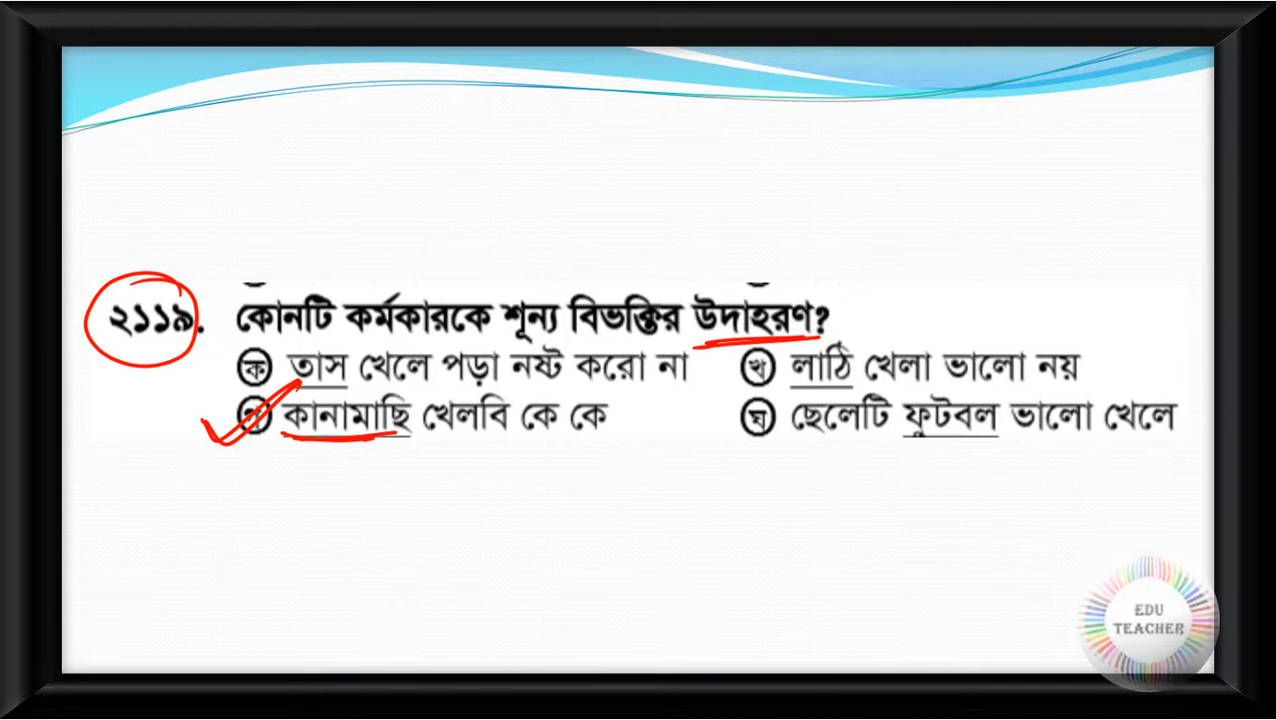 ২১১৯. কোনটি কর্মকারকে শূন্য বিভক্তির উদাহরণ?
ক তাস খেলে পড়া নষ্ট করো না খ লাঠি খেলা ভালো নয়
কানামাছি খেলবি কে কে ঘ ছেলেটি ফুটবল ভালো খেলে
EDU
TEACHER